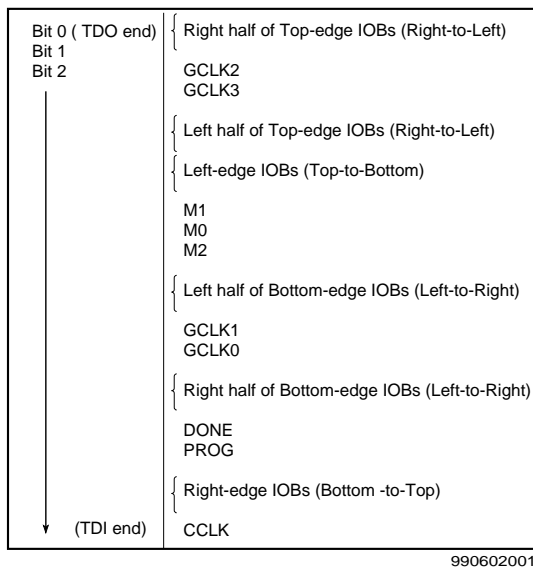 Bit 0 ( TDO end)
Bit 1
Bit 2
Right half of Top-edge IOBs (Right-to-Left)
GCLK2
GCLK3
Left half of Top-edge IOBs (Right-to-Left)
Left-edge IOBs (Top-to-Bottom)
M1
M0
M2
Left half of Bottom-edge IOBs (Left-to-Right)
GCLK1
GCLK0
Right half of Bottom-edge IOBs (Left-to-Right)
DONE
PROG
Right-edge IOBs (Bottom -to-Top)
(TDI end)
CCLK
990602001